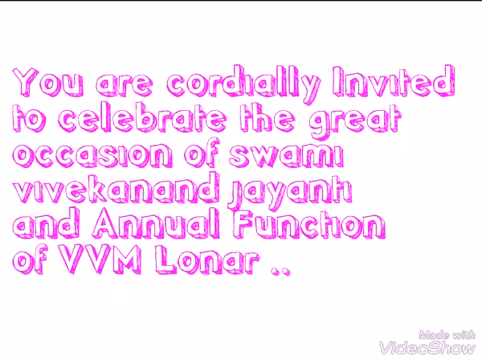 You are cordially Invited
to celebrate the great
occasion of swami
vivekanand jayanti
and Annual Function
of VVM Lonar ..
Made with
VideoShow